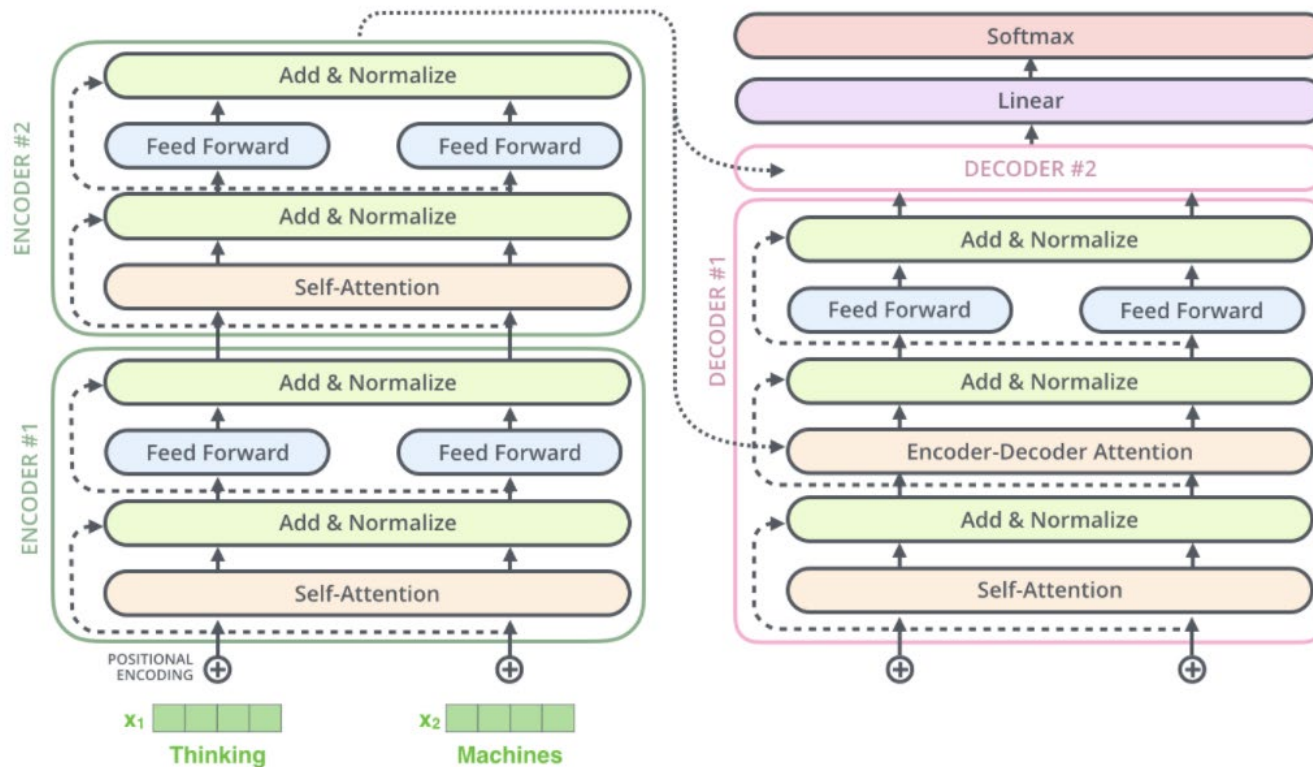 ENCODER #2
Add & Normalize
Feed Forward
Feed Forward
Add & Normalize
Self-Attention
ENCODER #1
Add & Normalize
Feed Forward
Feed Forward
Add & Normalize
Self-Attention
POSITIONAL
ENCODING
x1
x2
Thinking
Machines
Softmax
Linear
DECODER #2
DECODER #1
Add & Normalize
Feed Forward
Feed Forward
Add & Normalize
Encoder-Decoder Attention
Add & Normalize
Self-Attention